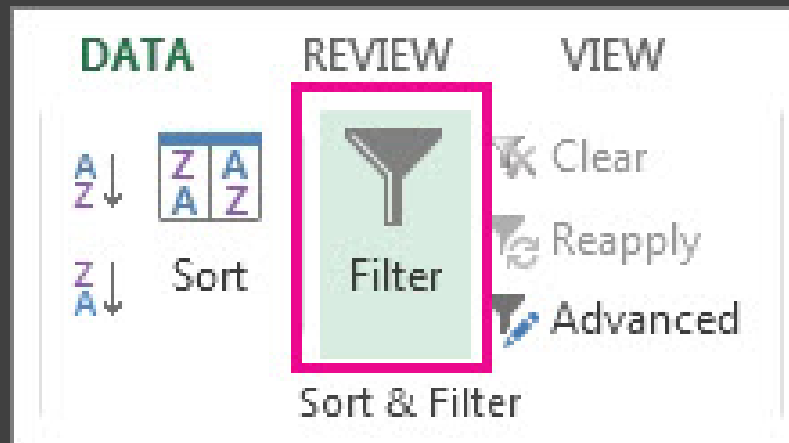 DATA REVIEW VIEW
A
Z
Z A
A Z
Z
A
Sort
Filter
Clear
Reapply
Advanced
Sort & Filter